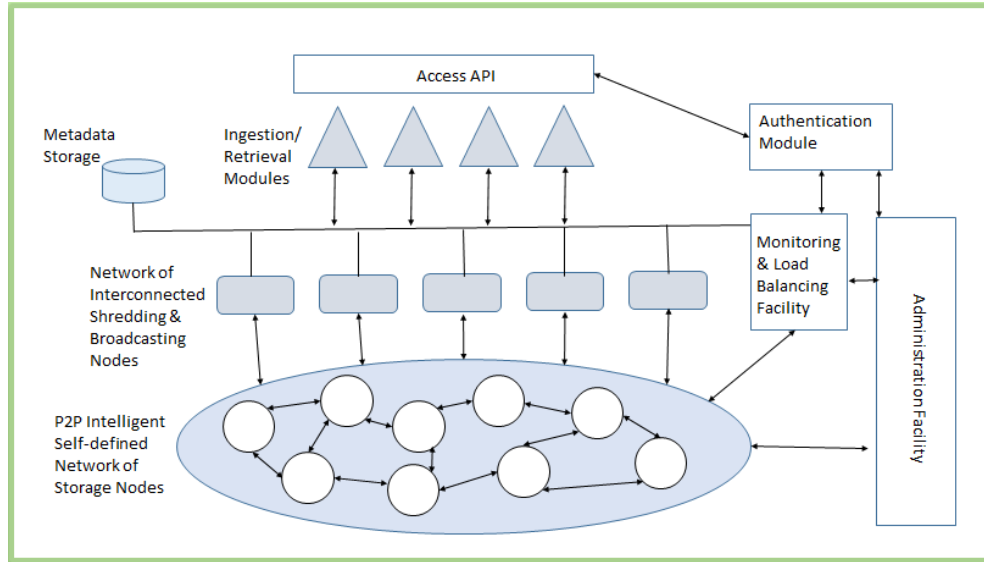 Access API
Metadata
Storage
Ingestion/
Retrieval
Modules
Authentication
Module
Network of
Interconnected
Shredding &
Broadcasting
Nodes
Monitoring
& Load
Balancing
Facility
Administration Facility
P2P Intelligent
Self-defined
Network of
Storage Nodes